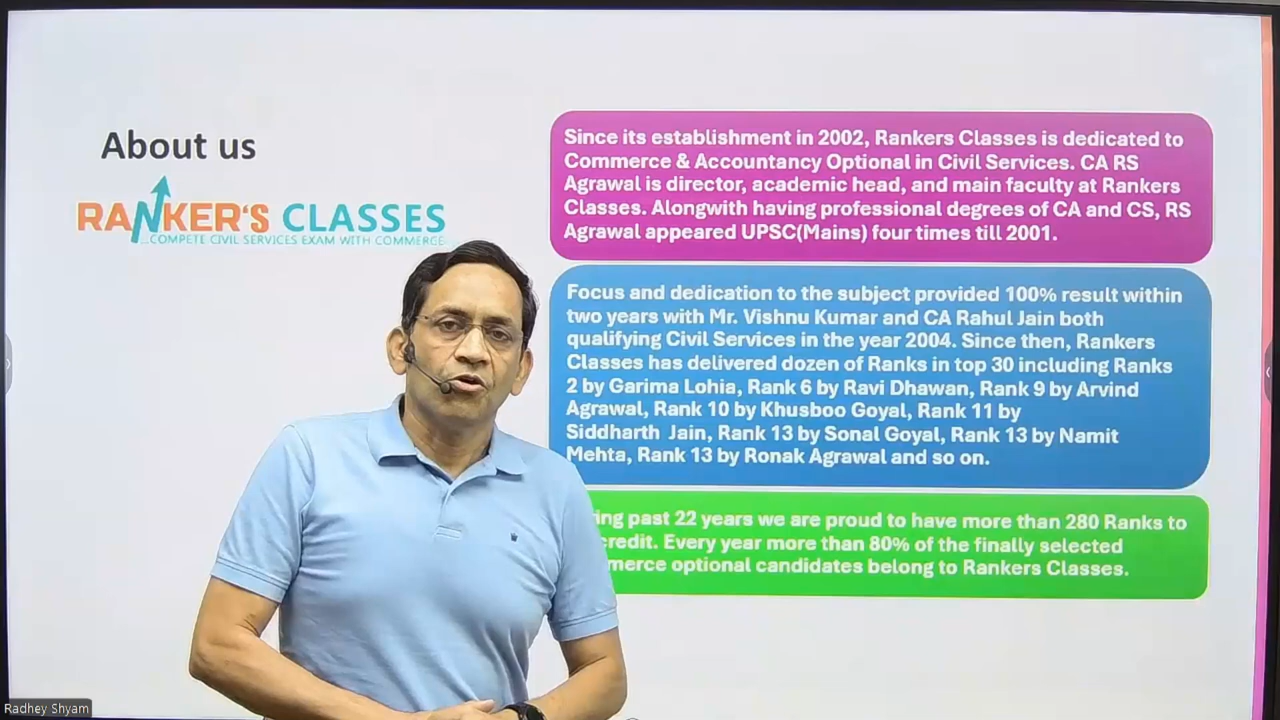 About us
RANKER'S CLASSES
...COMPETE CIVIL SERVICES EXAM WITH COMMERCE
Since its establishment in 2002, Rankers Classes is dedicated to
Commerce & Accountancy Optional in Civil Services. CA RS
Agrawal is director, academic head, and main faculty at Rankers
Classes. Alongwith having professional degrees of CA and CS, RS
Agrawal appeared UPSC(Mains) four times till 2001.
Focus and dedication to the subject provided 100% result within
two years with Mr. Vishnu Kumar and CA Rahul Jain both
qualifying Civil Services in the year 2004. Since then, Rankers
Classes has delivered dozen of Ranks in top 30 including Ranks
2 by Garima Lohia, Rank 6 by Ravi Dhawan, Rank 9 by Arvind
Agrawal, Rank 10 by Khusboo Goyal, Rank 11 by
Siddharth Jain, Rank 13 by Sonal Goyal, Rank 13 by Namit
Mehta, Rank 13 by Ronak Agrawal and so on.
past 22 years we are proud to have more than 280 Ranks to
credit. Every year more than 80% of the finally selected
optional candidates belong to Rankers Classes.
Radhey Shyam